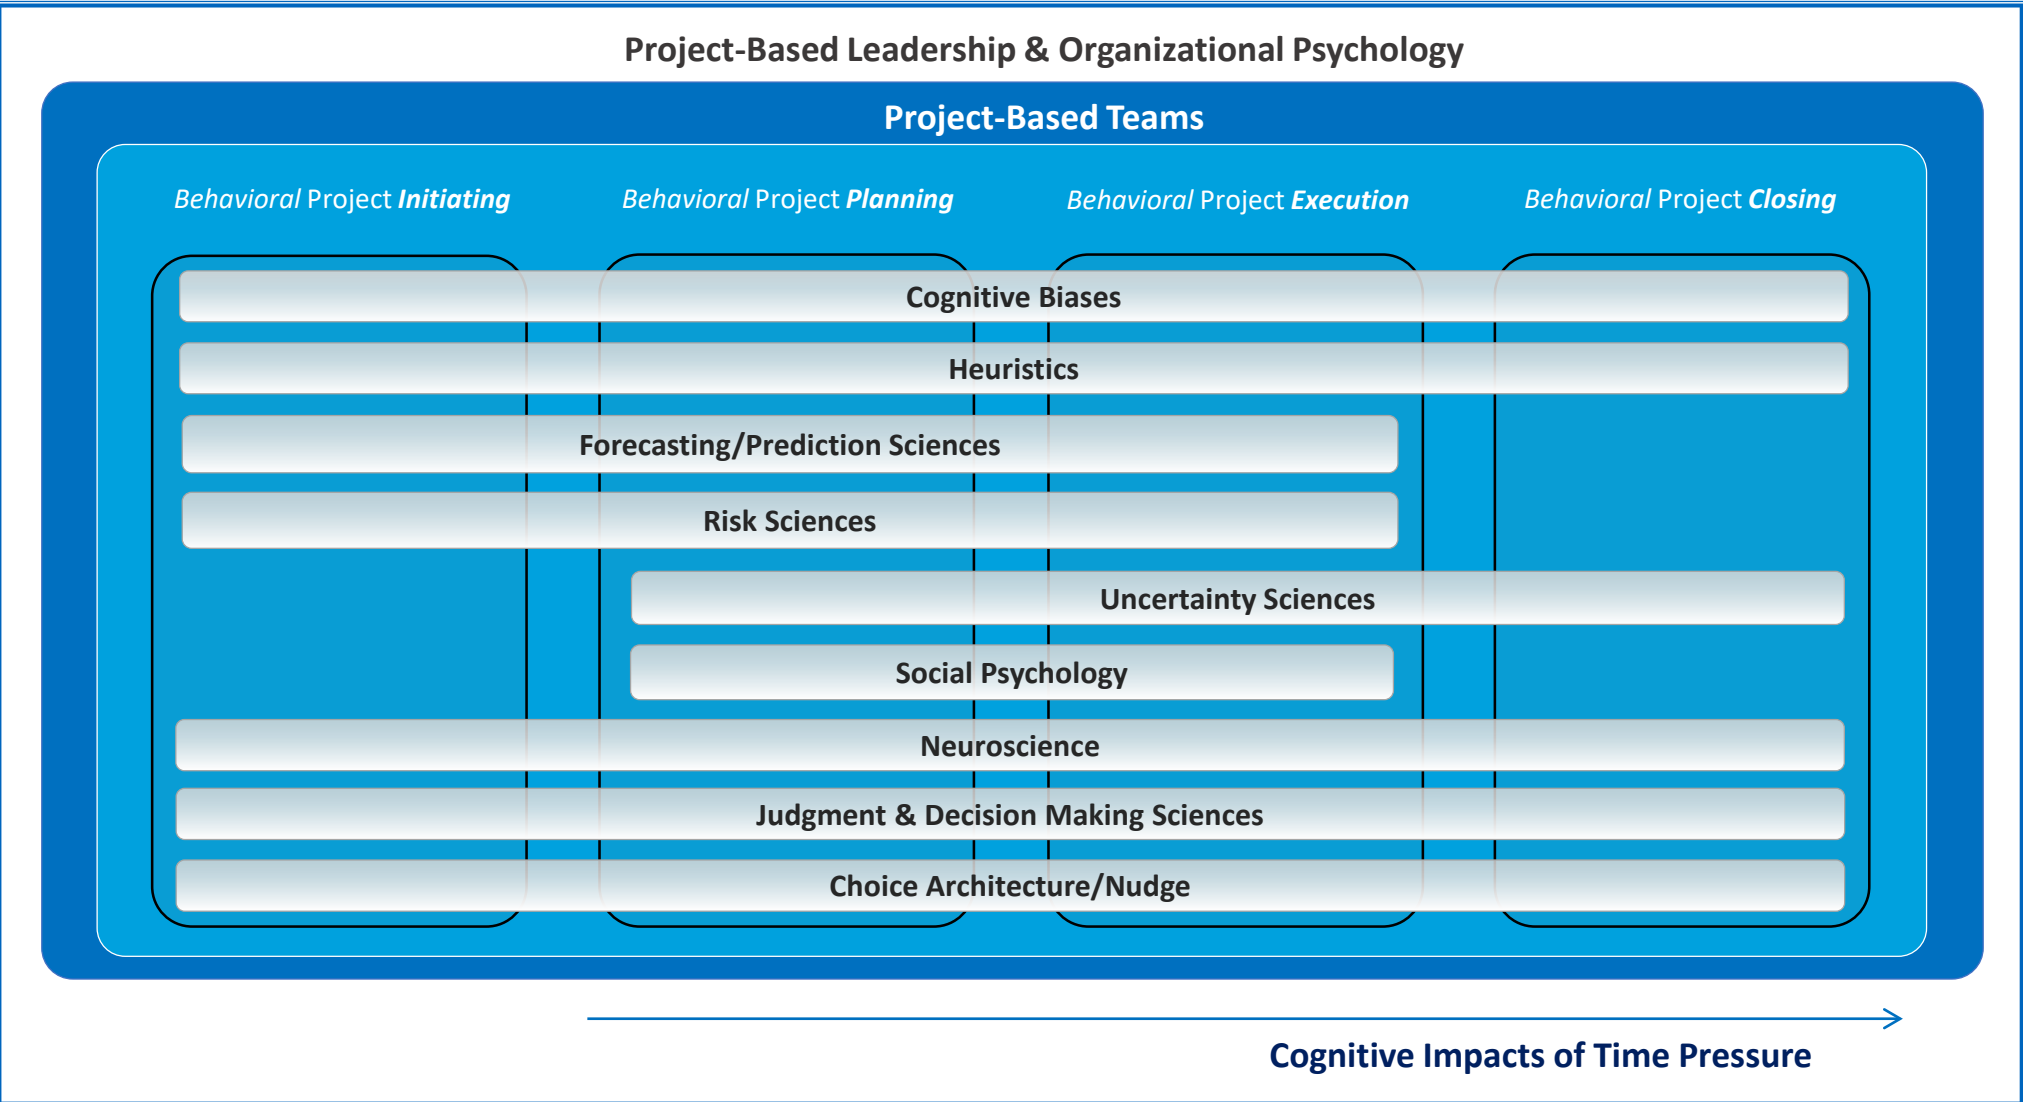 Project-Based Leadership & Organizational Psychology
Project-Based Teams
Behavioral Project Initiating
Behavioral Project Planning
Behavioral Project Execution
Behavioral Project Closing
Cognitive Biases
Heuristics
Forecasting/Prediction Sciences
Risk Sciences
Uncertainty Sciences
Social Psychology
Neuroscience
Judgment & Decision Making Sciences
Choice Architecture/Nudge
Cognitive Impacts of Time Pressure